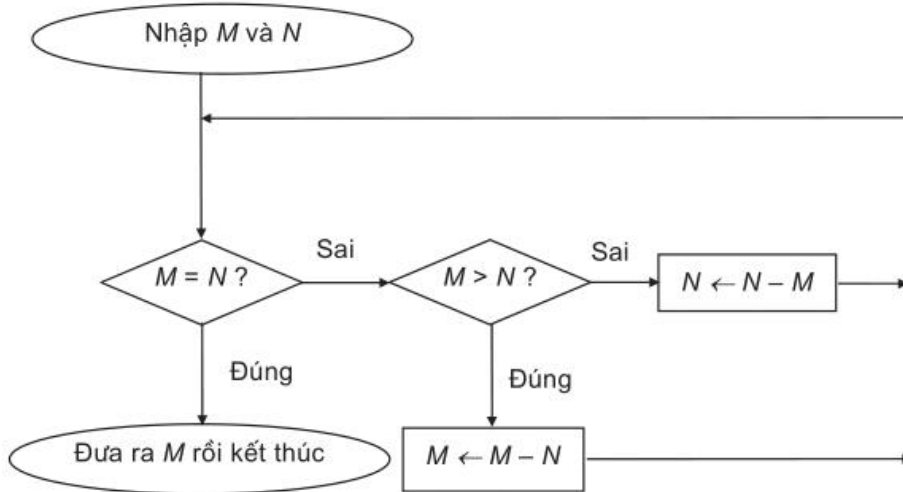 Nhập M và N
M = N ?
Sai
M > N ?
Sai
N ← N – M
Đúng
Đúng
Đưa ra M rồi kết thúc
M ← M – N